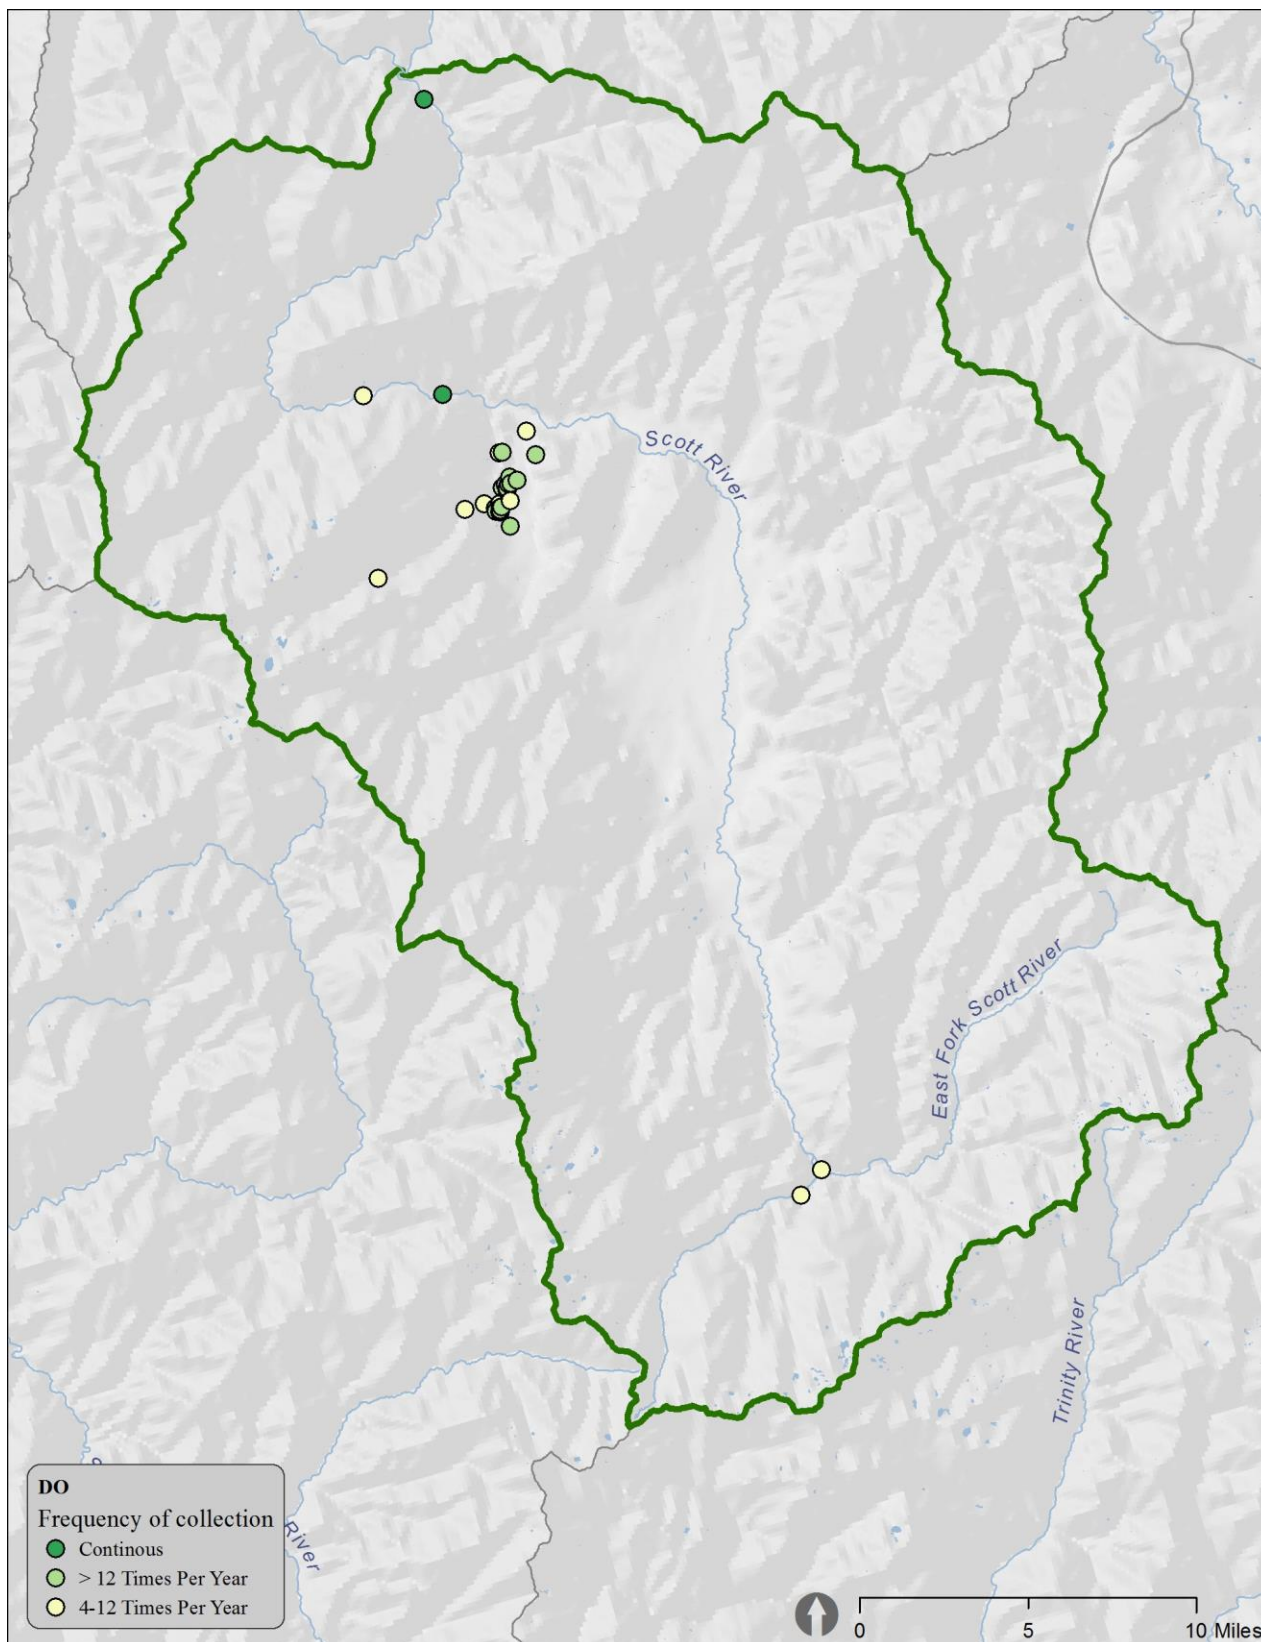 Scott River
East Fork Scott River
Trinity River
River
DO
Frequency of collection
Continous
> 12 Times Per Year
4-12 Times Per Year
0 5 10 Miles